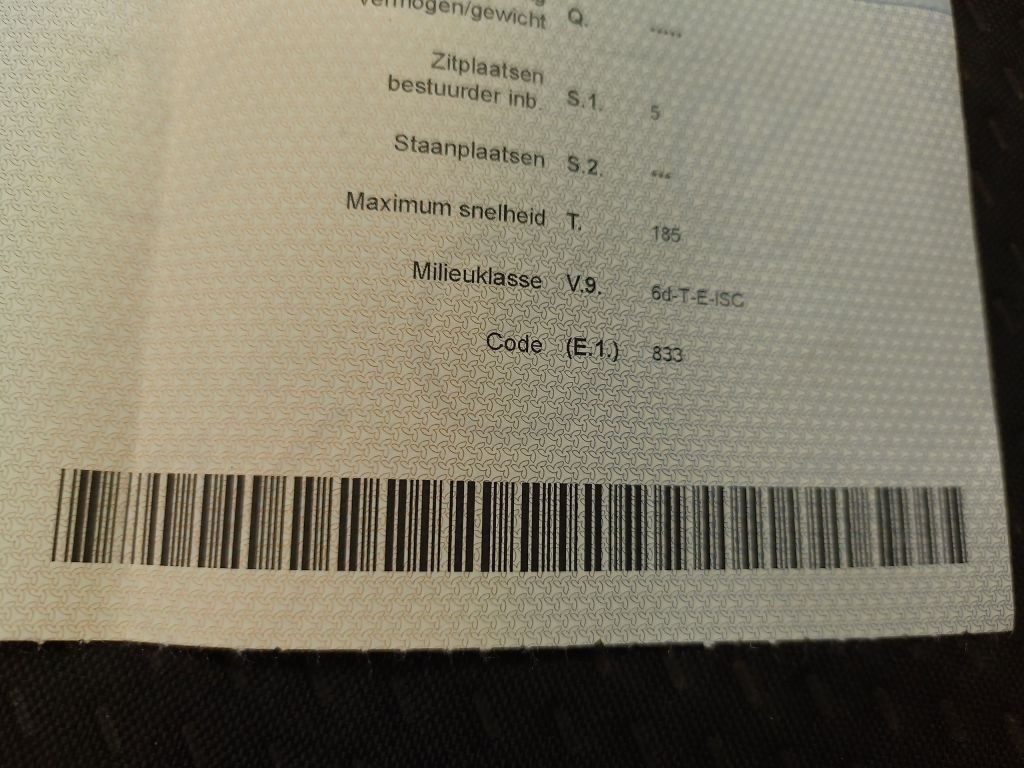 vermogen/gewicht Q. -----
Zitplaatsen
bestuurder inb. S.1. 5
Staanplaatsen S.2. ---
Maximum snelheid T. 185
Milieuklasse V.9. 6d-T-E-ISC
Code (E.1.) 833